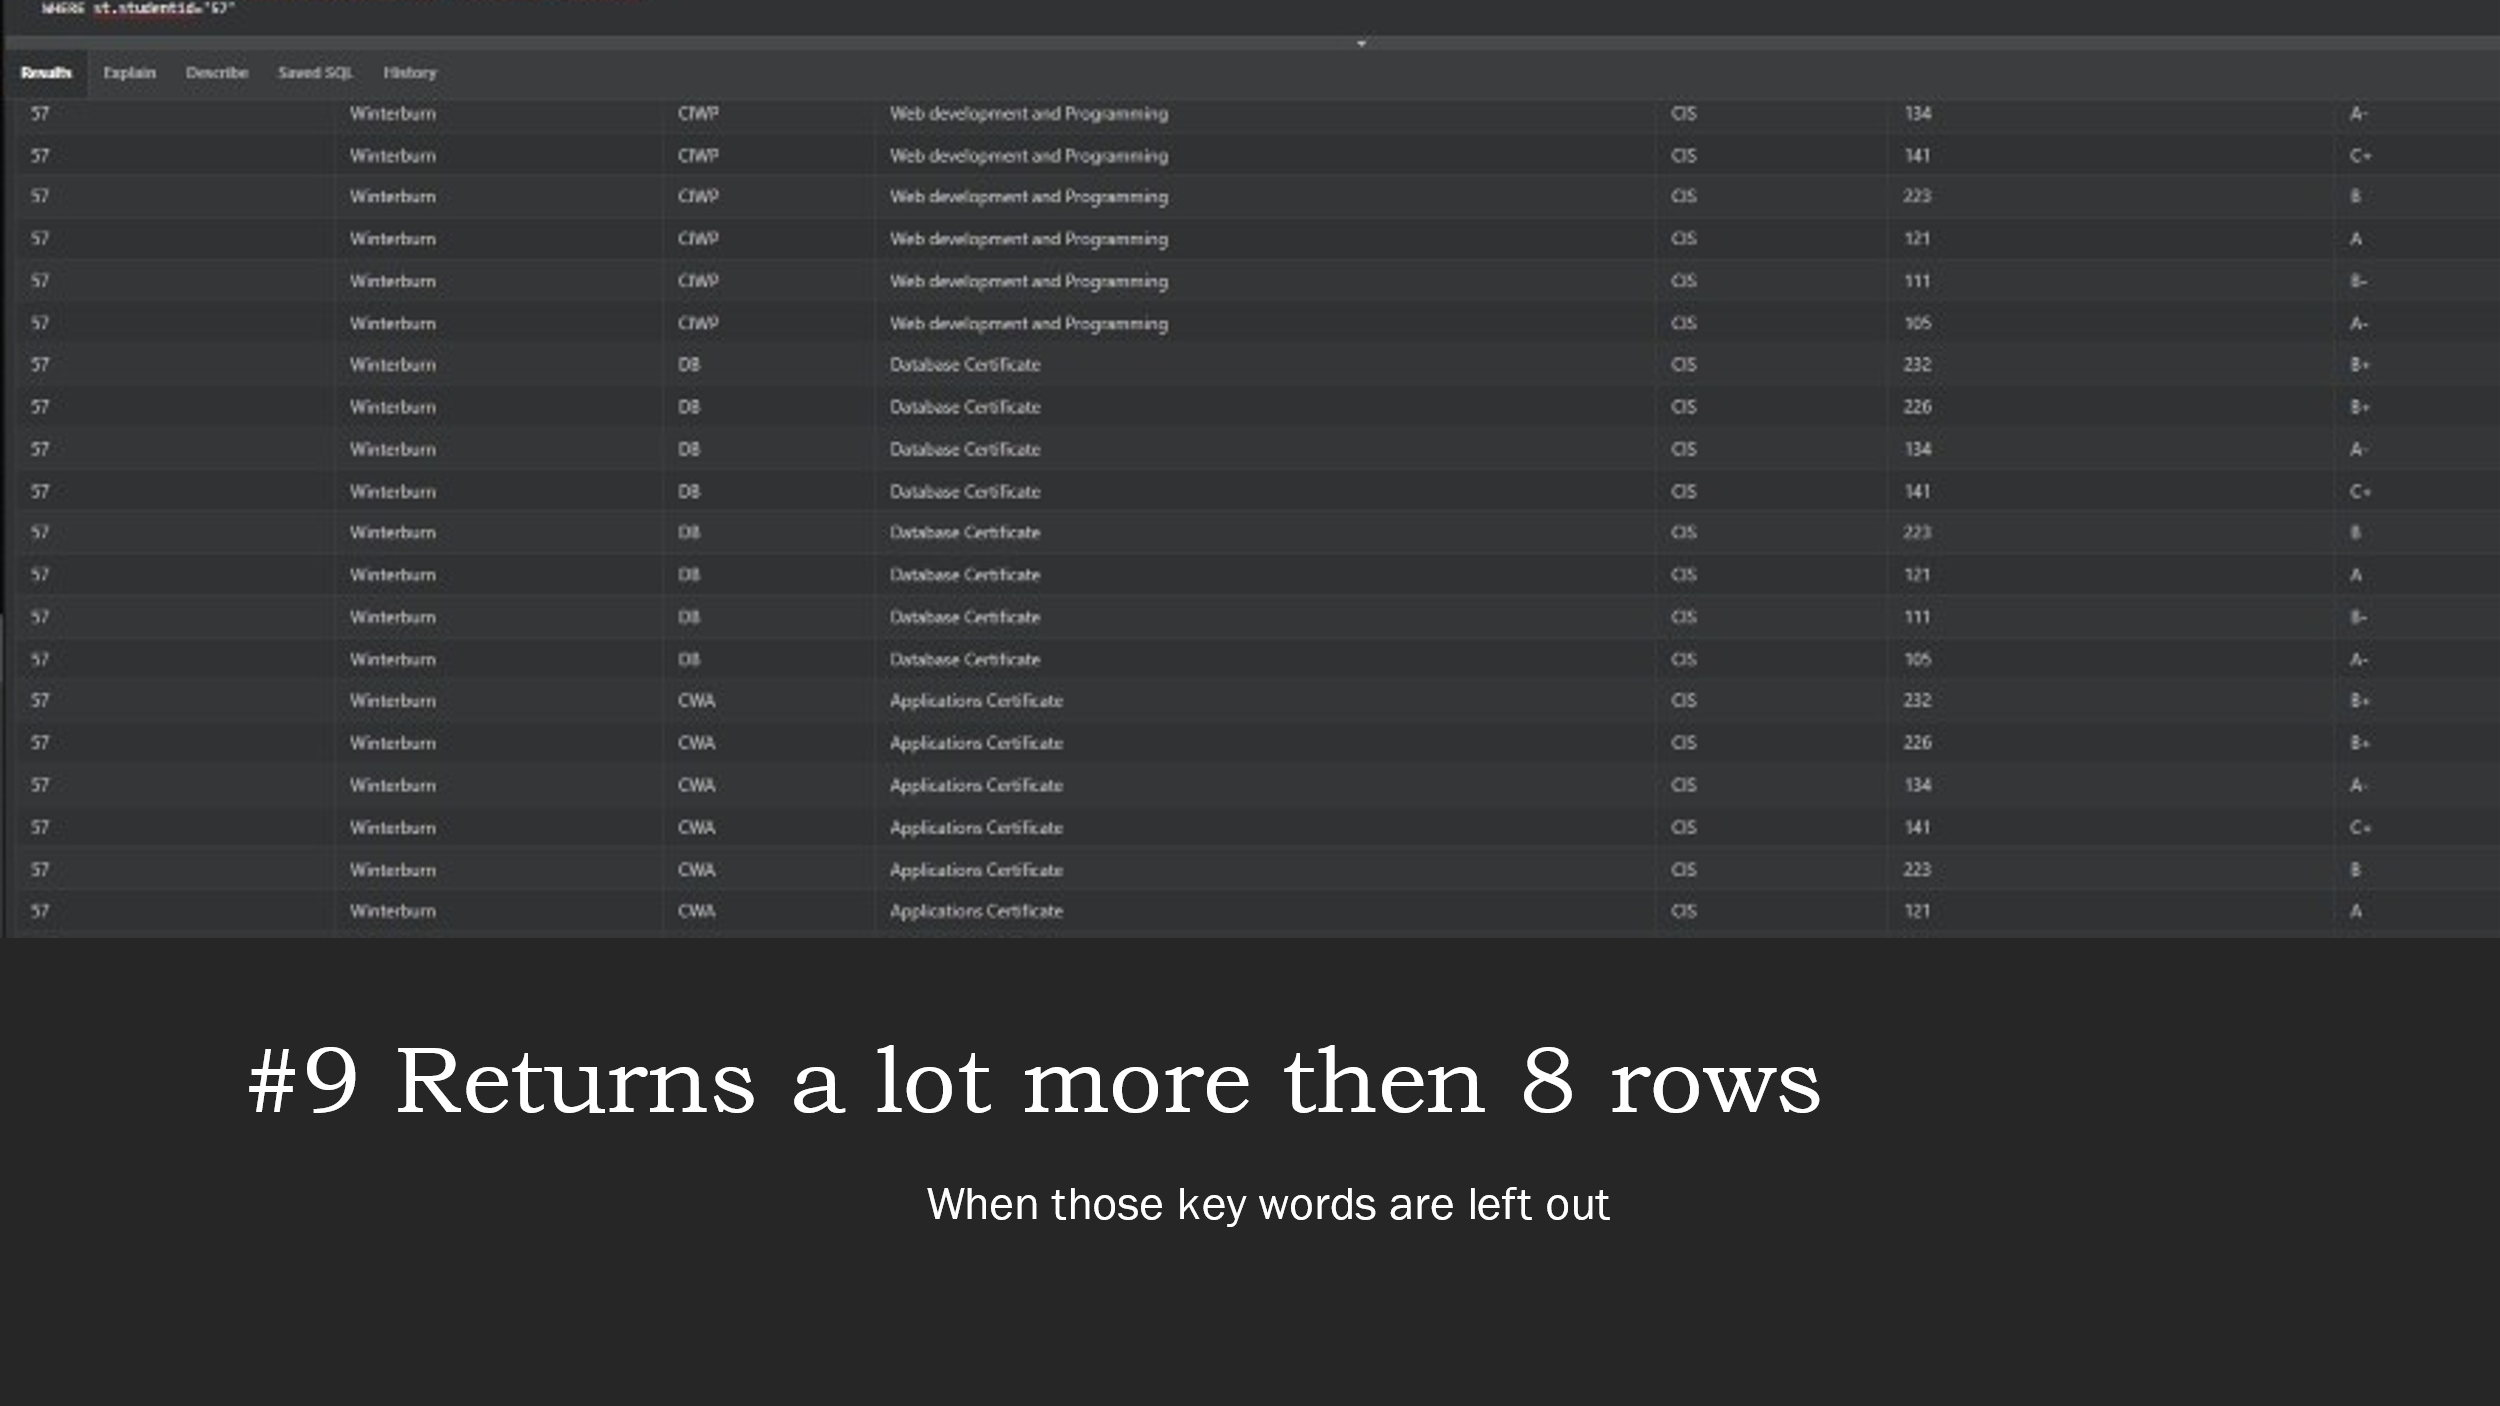 WHERE st.studentid="57"
Results Explain Describe Saved SQL History
57 Winterburn CIWP Web development and Programming CIS 134 A-
57 Winterburn CIWP Web development and Programming CIS 141 C+
57 Winterburn CIWP Web development and Programming CIS 223 B
57 Winterburn CIWP Web development and Programming CIS 121 A
57 Winterburn CIWP Web development and Programming CIS 111 B-
57 Winterburn CIWP Web development and Programming CIS 105 A-
57 Winterburn DB Database Certificate CIS 232 B+
57 Winterburn DB Database Certificate CIS 226 B+
57 Winterburn DB Database Certificate CIS 134 A-
57 Winterburn DB Database Certificate CIS 141 C+
57 Winterburn DB Database Certificate CIS 223 B
57 Winterburn DB Database Certificate CIS 121 A
57 Winterburn DB Database Certificate CIS 111 B-
57 Winterburn DB Database Certificate CIS 105 A-
57 Winterburn CWA Applications Certificate CIS 232 B+
57 Winterburn CWA Applications Certificate CIS 226 B+
57 Winterburn CWA Applications Certificate CIS 134 A-
57 Winterburn CWA Applications Certificate CIS 141 C+
57 Winterburn CWA Applications Certificate CIS 223 B
57 Winterburn CWA Applications Certificate CIS 121 A
#9 Returns a lot more then 8 rows
When those key words are left out